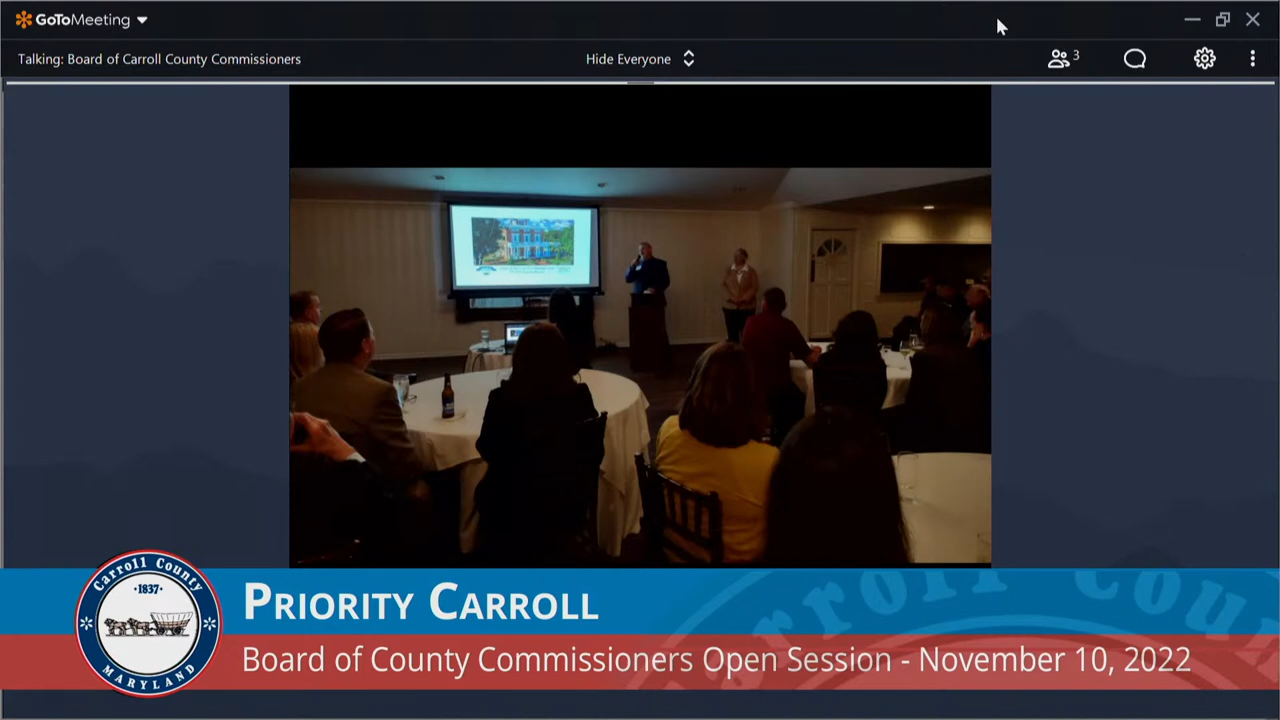 GoToMeeting
Talking: Board of Carroll County Commissioners
Hide Everyone
3
Carroll County
·1837·
MARYLAND
PRIORITY CARROLL
Board of County Commissioners Open Session - November 10, 2022